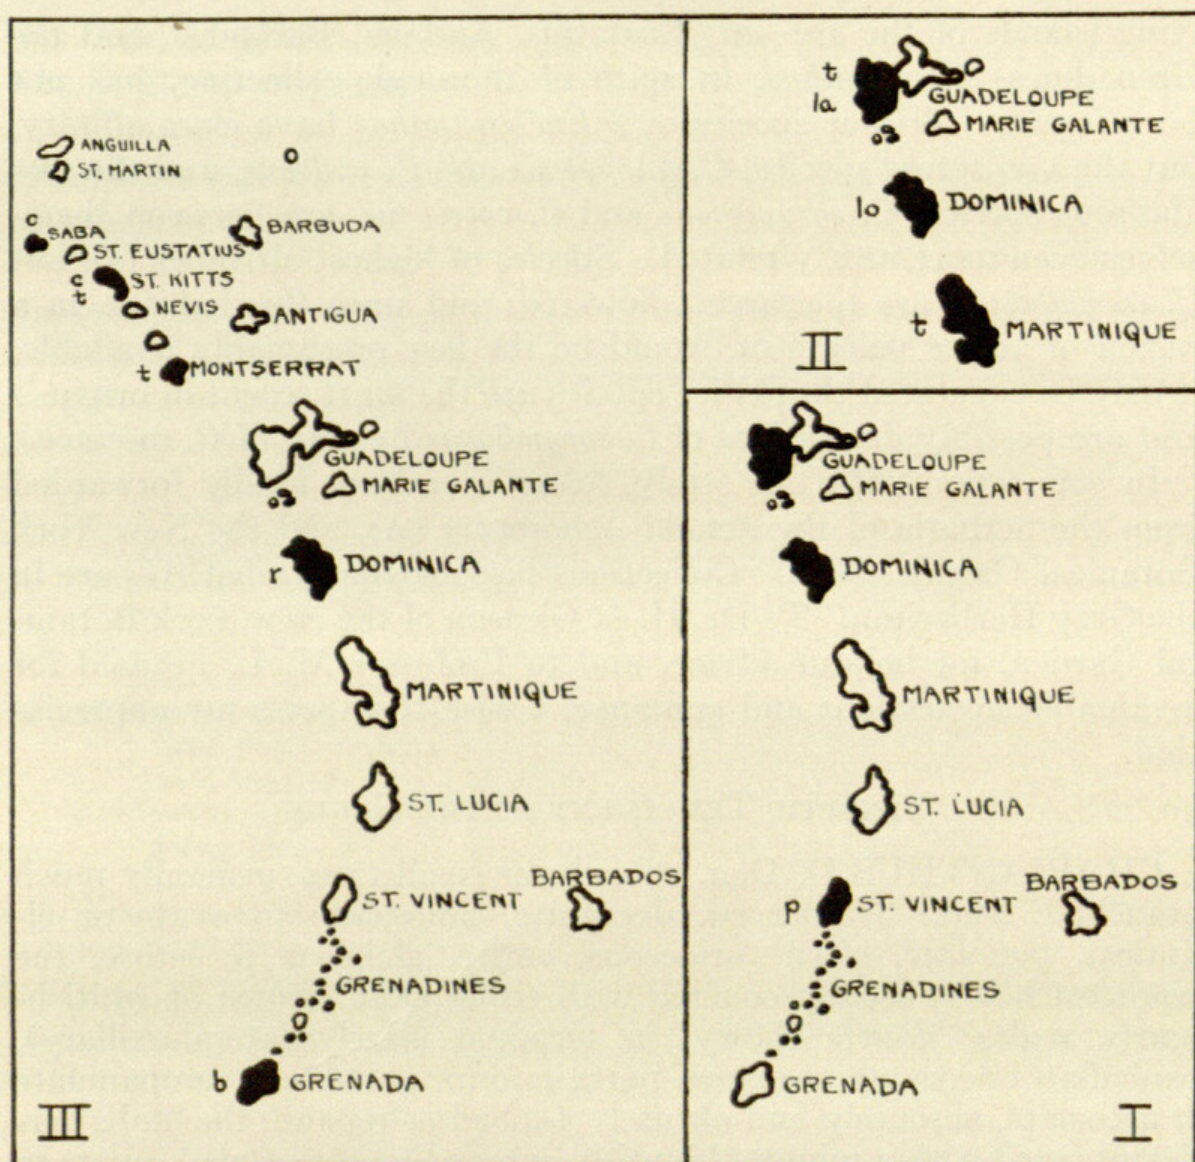 ANGUILLA
ST. MARTIN
c
SABA
ST. EUSTATIUS
BARBUDA
c
ST. KITTS
t
NEVIS
ANTIGUA
t
MONTSERRAT
GUADELOUPE
MARIE GALANTE
r
DOMINICA
MARTINIQUE
ST. LUCIA
ST. VINCENT
BARBADOS
GRENADINES
b
GRENADA
III
t
la
GUADELOUPE
MARIE GALANTE
lo
DOMINICA
t
MARTINIQUE
II
GUADELOUPE
MARIE GALANTE
DOMINICA
MARTINIQUE
ST. LUCIA
p
ST. VINCENT
BARBADOS
GRENADINES
GRENADA
I